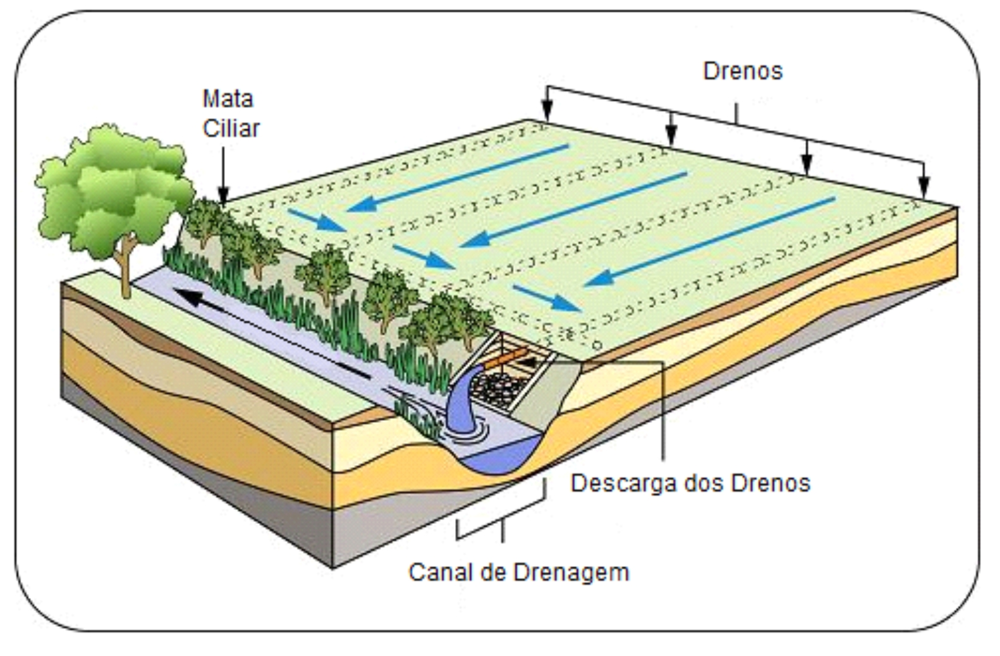 Drenos
Mata
Ciliar
Descarga dos Drenos
Canal de Drenagem